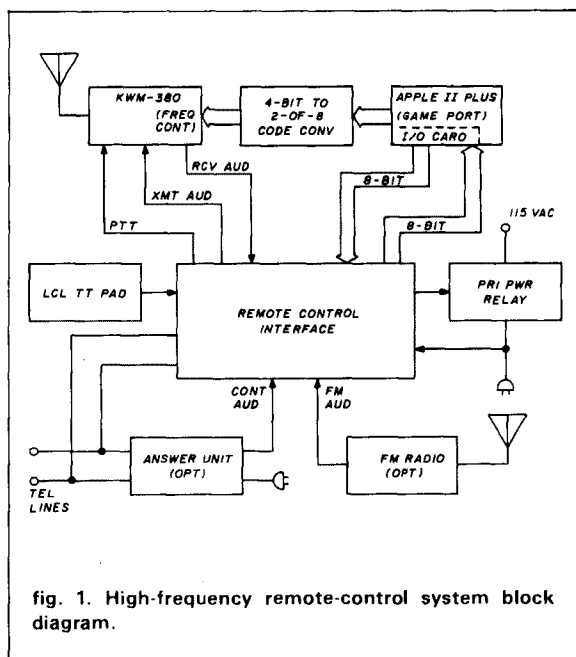 KWM-380
(FREQ
CONT)
4-BIT TO
2-OF-8
CODE CONV
APPLE II PLUS
(GAME PORT)
I/O CARO
RCV AUD
XMT AUD
PTT
8-BIT
8-BIT
115 VAC
LCL TT PAD
REMOTE CONTROL
INTERFACE
PRI PWR
RELAY
CONT
AUD
FM
AUD
ANSWER UNIT
(OPT)
FM RADIO
(OPT)
TEL
LINES
fig. 1. High-frequency remote-control system block
diagram.